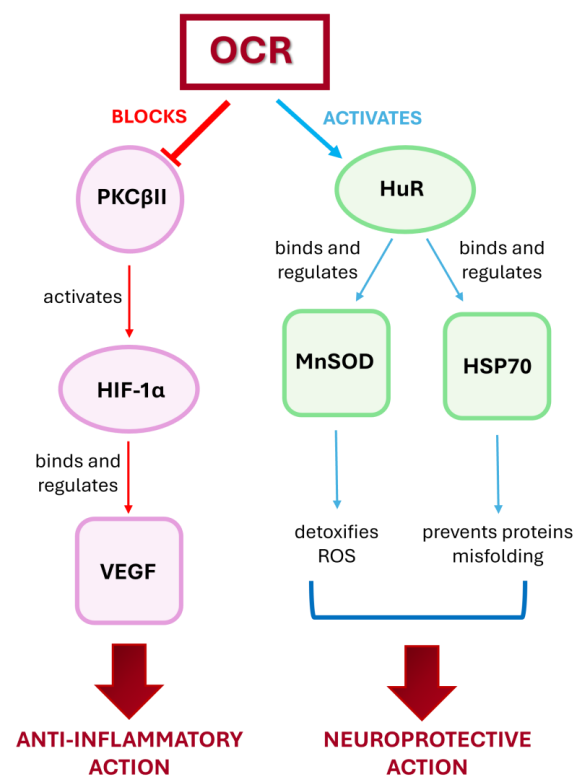 OCR
BLOCKS
ACTIVATES
PKCβII
HuR
activates
binds and
regulates
binds and
regulates
HIF-1α
MnSOD
HSP70
binds and
regulates
detoxifies
ROS
prevents proteins
misfolding
VEGF
ANTI-INFLAMMATORY
ACTION
NEUROPROTECTIVE
ACTION